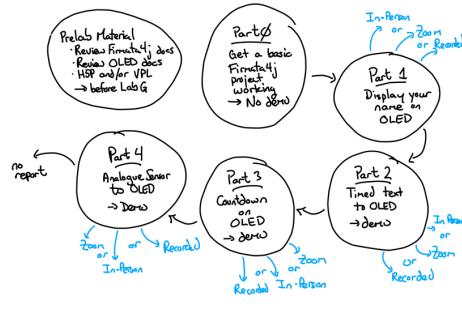 Prelab Material
• Review Firmata4j docs
• Review OLED docs
• HSP and/or VPL
→ before Lab G
Part 0
Get a basic
Firmata4j
project
working
→ No demo
In-Person
or
Zoom
or Recorded
Part 1
Display your
name on
OLED
Part 2
Timed text
to OLED
→ demo
In Person
or
Zoom
or
Recorded
Part 3
Countdown
on
OLED
→ demo
Zoom
or
In-Person
or
Recorded
Part 4
Analogue Sensor
to OLED
→ Demo
Zoom
or
In-Person
or
Recorded
no
report